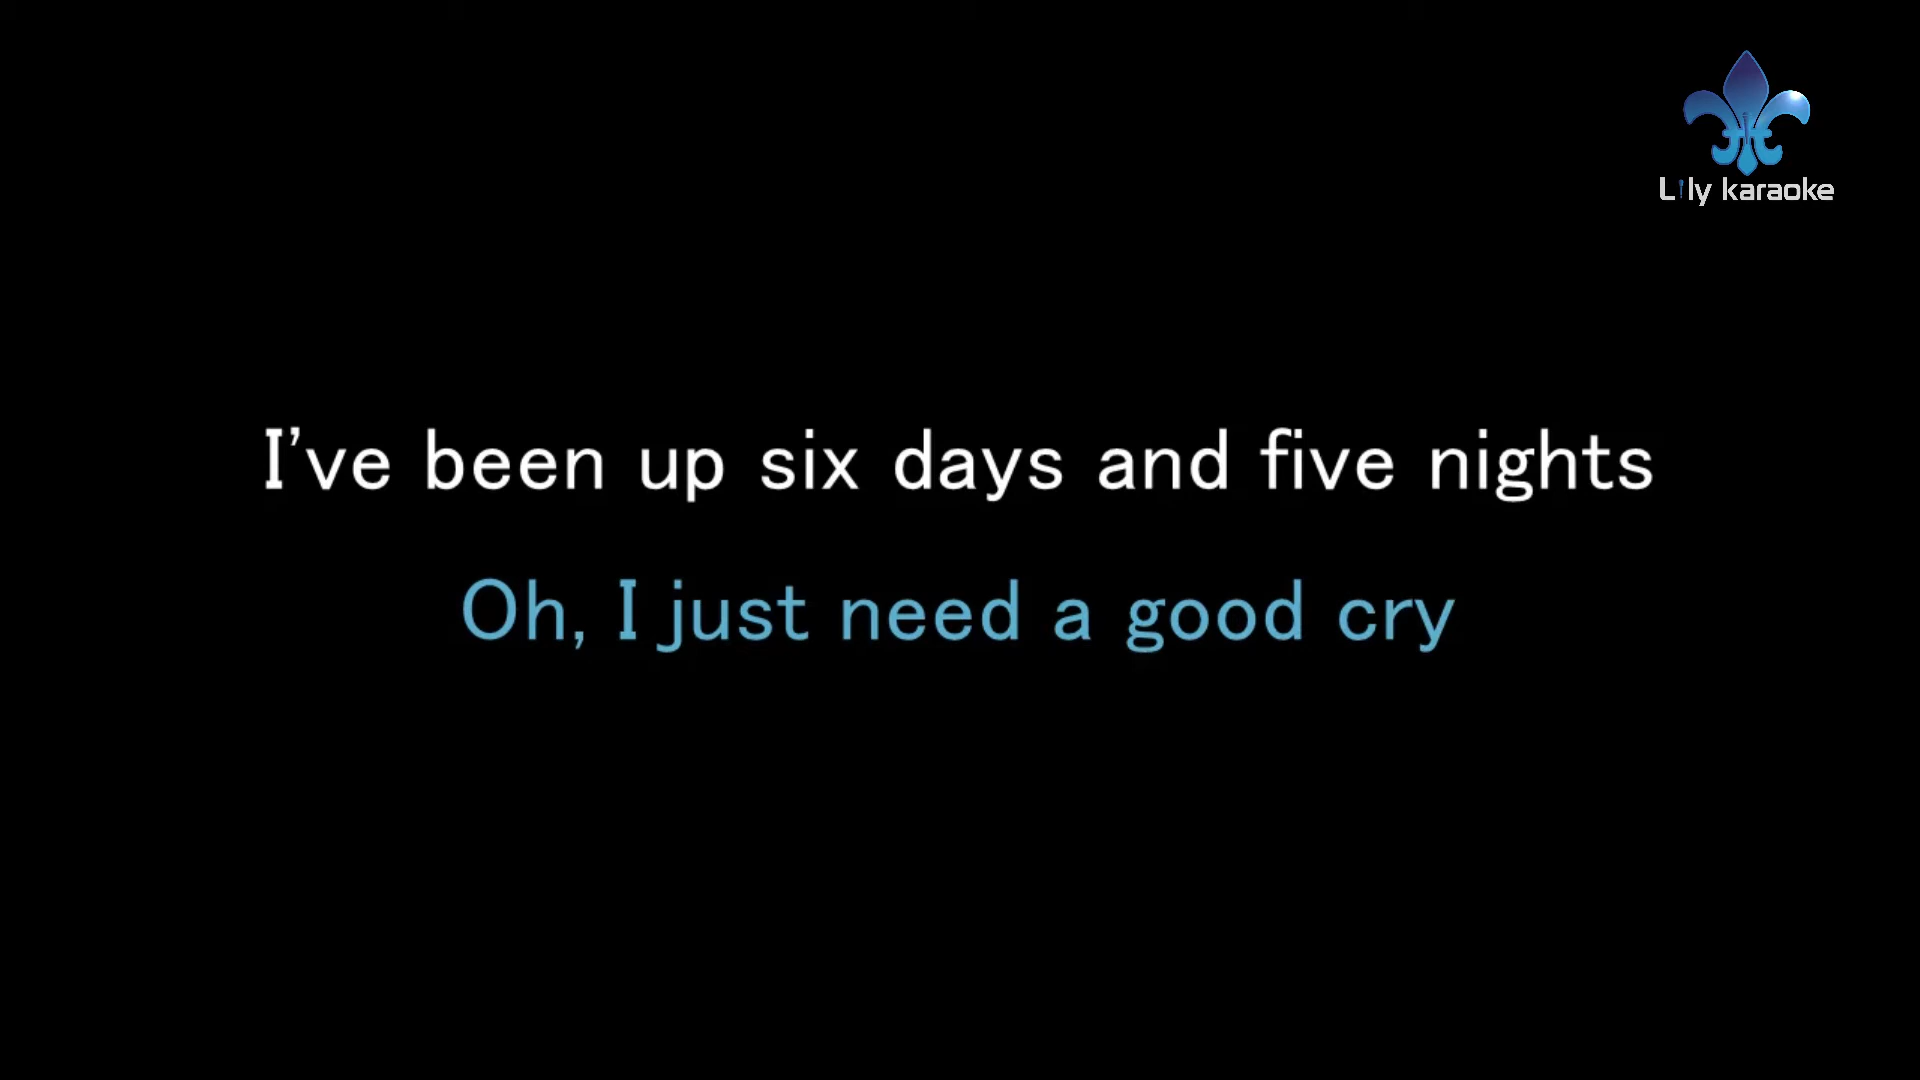 Lily karaoke
I've been up six days and five nights
Oh, I just need a good cry